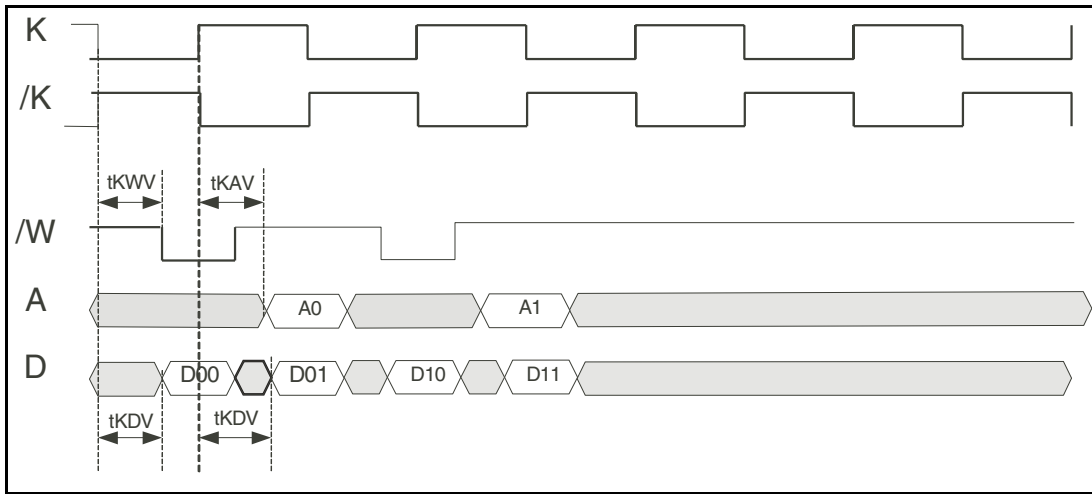 K
/K
tKWV tKAV
/W
A A0 A1
D D00 D01 D10 D11
tKDV tKDV